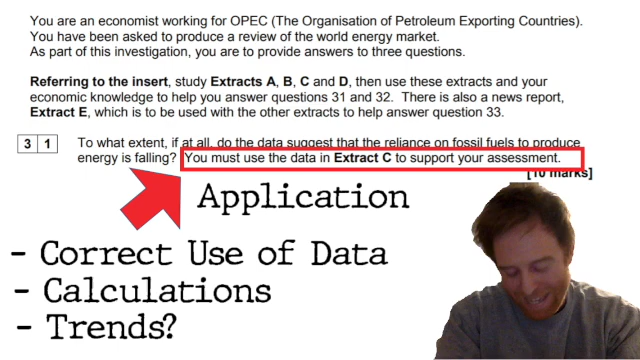 You are an economist working for OPEC (The Organisation of Petroleum Exporting Countries).
You have been asked to produce a review of the world energy market.
As part of this investigation, you are to provide answers to three questions.
Referring to the insert, study Extracts A, B, C and D, then use these extracts and your
economic knowledge to help you answer questions 31 and 32. There is also a news report,
Extract E, which is to be used with the other extracts to help answer question 33.
3 1 To what extent, if at all, do the data suggest that the reliance on fossil fuels to produce
energy is falling? You must use the data in Extract C to support your assessment.
[10 marks]
Application
- Correct Use of Data
- Calculations
- Trends?